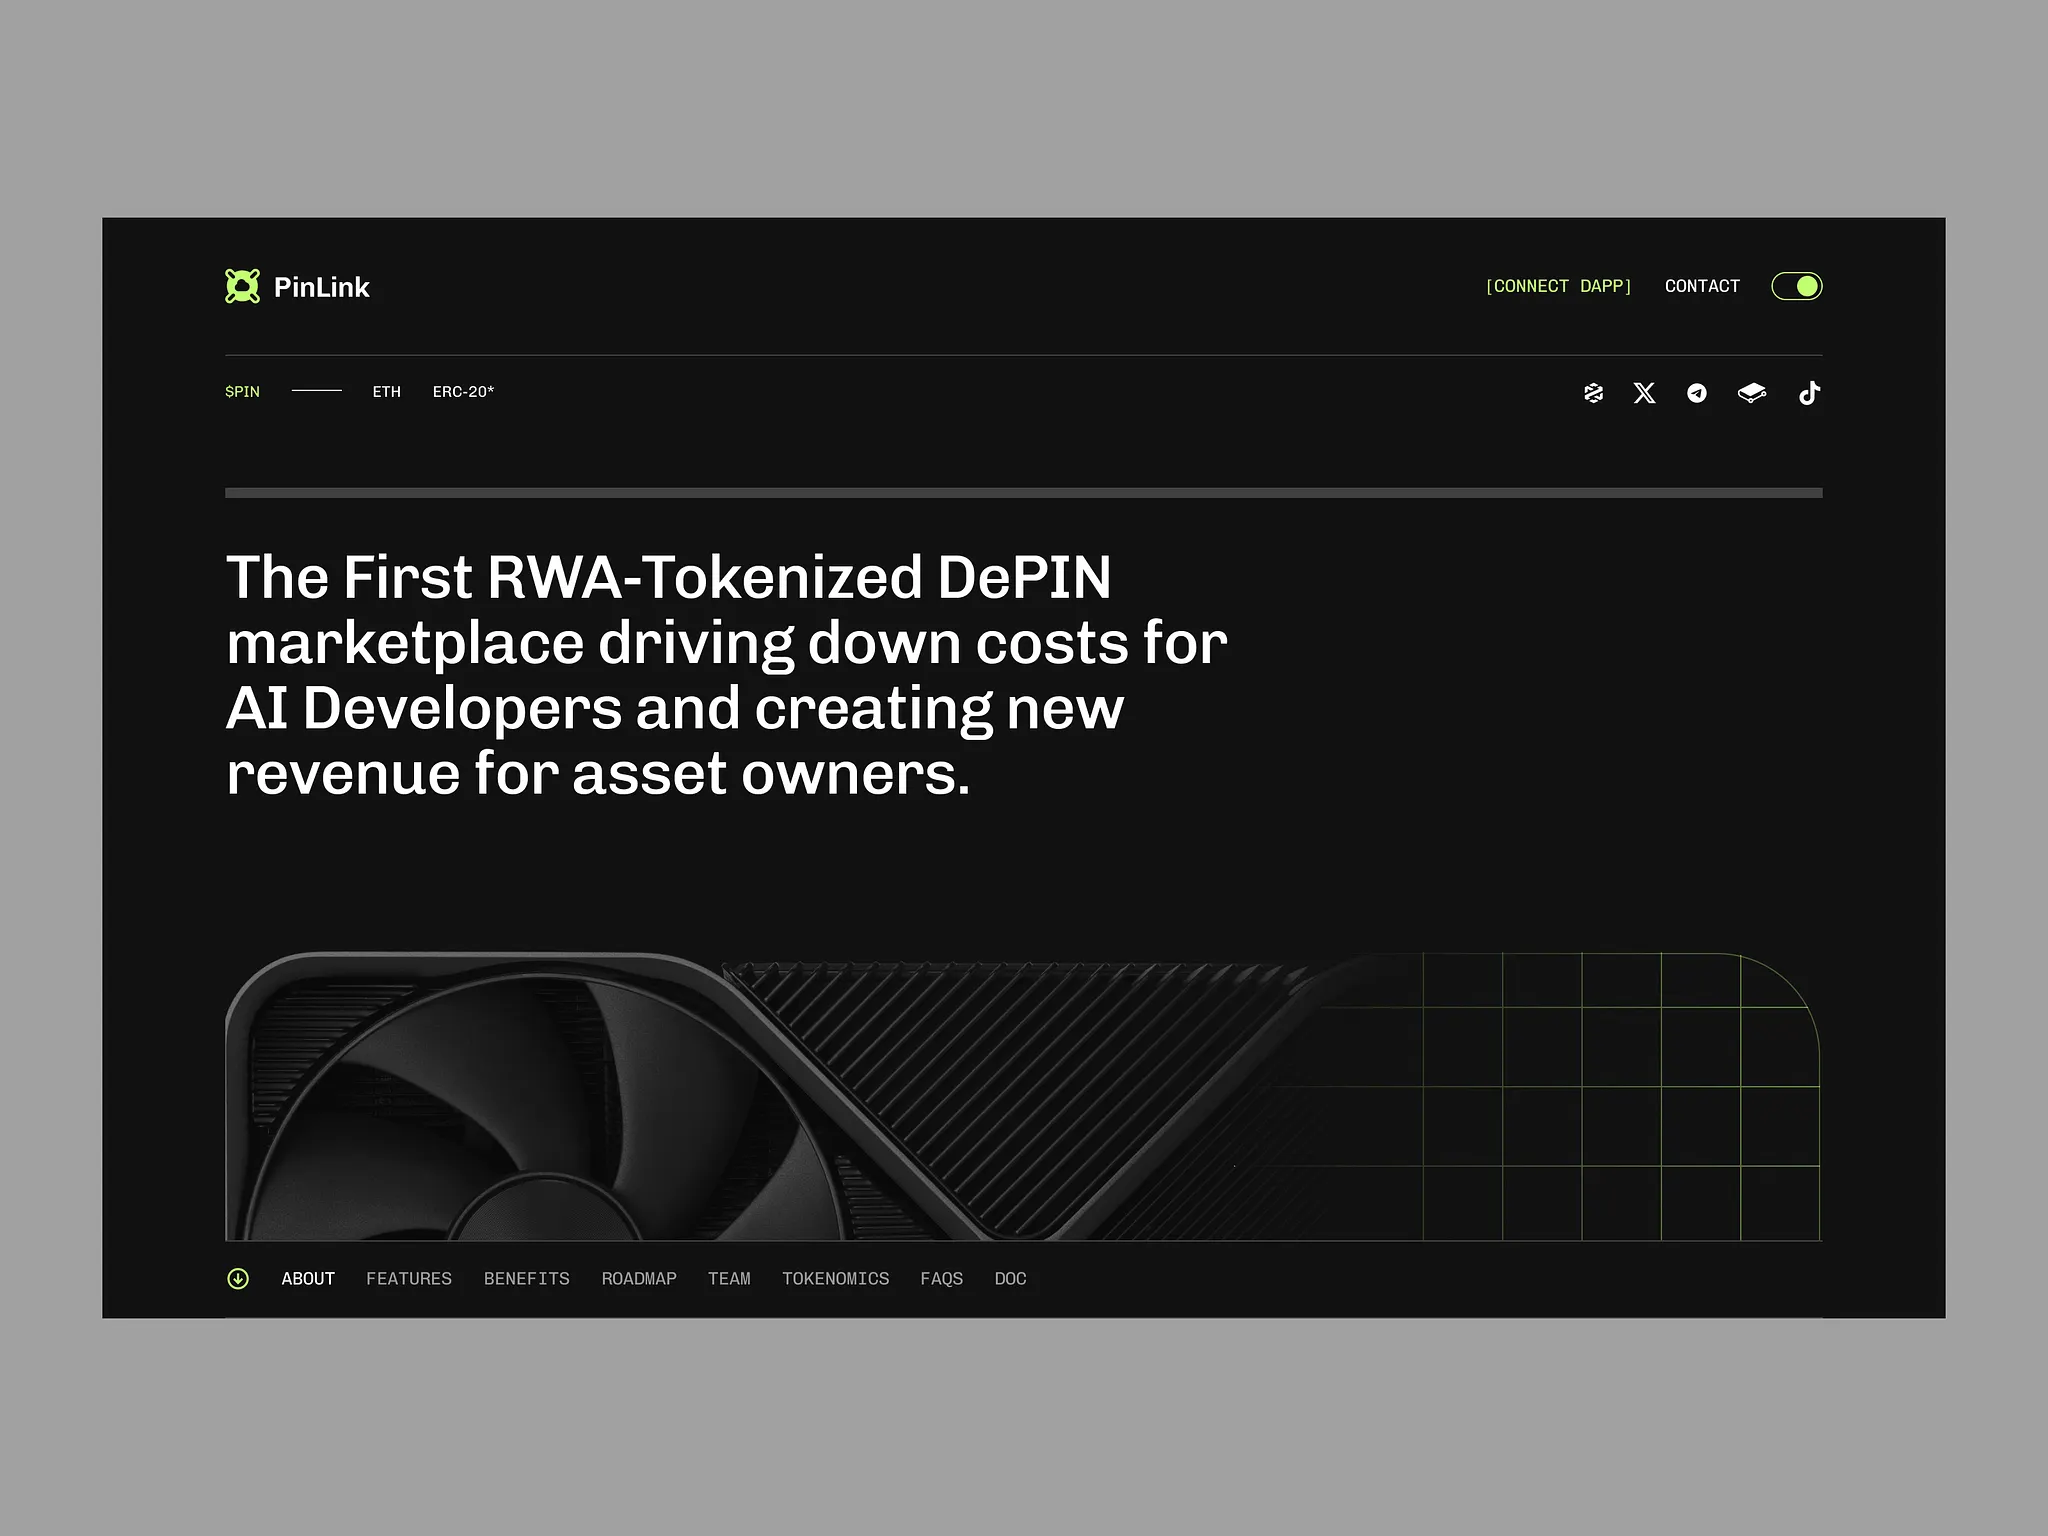 PinLink
[CONNECT DAPP] CONTACT
$PIN ETH ERC-20*
The First RWA-Tokenized DePIN
marketplace driving down costs for
AI Developers and creating new
revenue for asset owners.
ABOUT FEATURES BENEFITS ROADMAP TEAM TOKENOMICS FAQS DOC